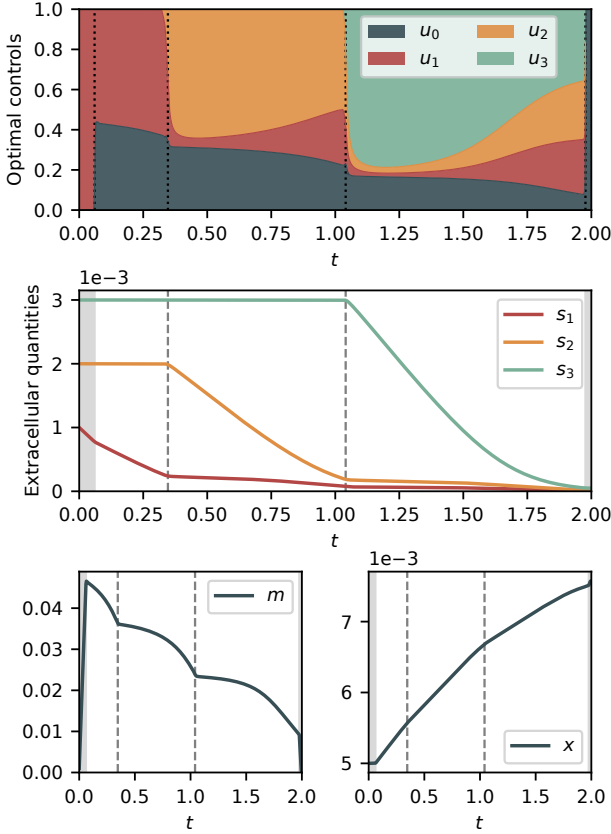 Optimal controls
1.0
0.8
0.6
0.4
0.2
0.0
u₀ u₂
u₁ u₃
0.00 0.25 0.50 0.75 1.00 1.25 1.50 1.75 2.00
t
1e−3
Extracellular quantities
3
2
1
0
s₁
s₂
s₃
0.00 0.25 0.50 0.75 1.00 1.25 1.50 1.75 2.00
t
0.04
0.03
0.02
0.01
0.00
m
0.0 0.5 1.0 1.5 2.0
t
1e−3
7
6
5
x
0.0 0.5 1.0 1.5 2.0
t